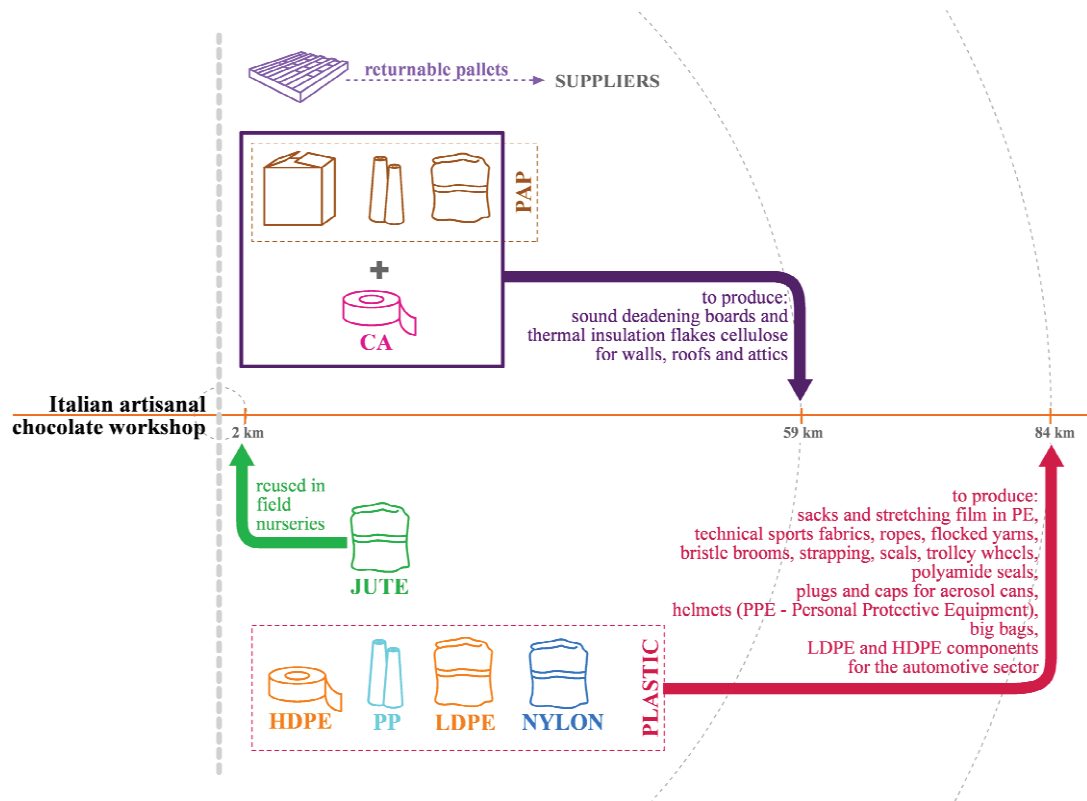 returnable pallets
SUPPLIERS
PAP
CA
to produce:
sound deadening boards and
thermal insulation flakes cellulose
for walls, roofs and attics
Italian artisanal
chocolate workshop
2 km
59 km
84 km
reused in
field
nurseries
JUTE
to produce:
sacks and stretching film in PE,
technical sports fabrics, ropes, flocked yarns,
bristle brooms, strapping, seals, trolley wheels,
polyamide seals,
plugs and caps for aerosol cans,
helmets (PPE - Personal Protective Equipment),
big bags,
LDPE and HDPE components
for the automotive sector
HDPE
PP
LDPE
NYLON
PLASTIC